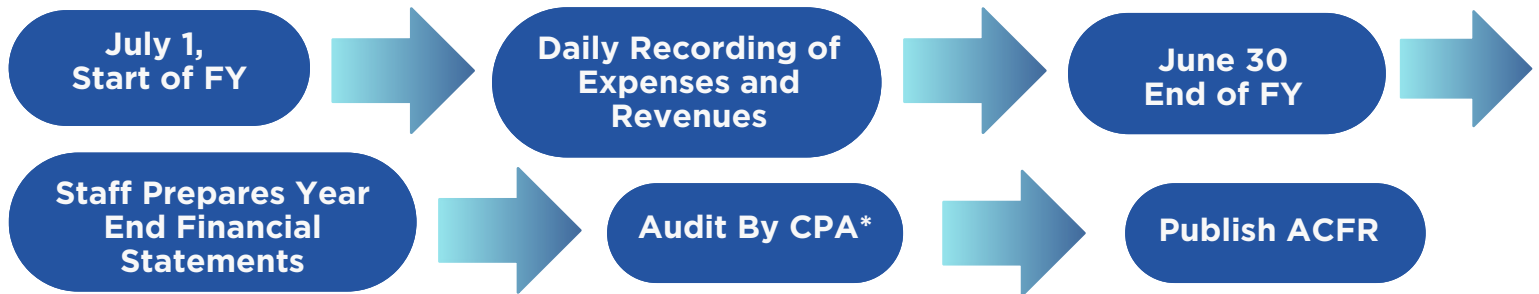 July 1,
Start of FY
Daily Recording of
Expenses and
Revenues
June 30
End of FY
Staff Prepares Year
End Financial
Statements
Audit By CPA*
Publish ACFR